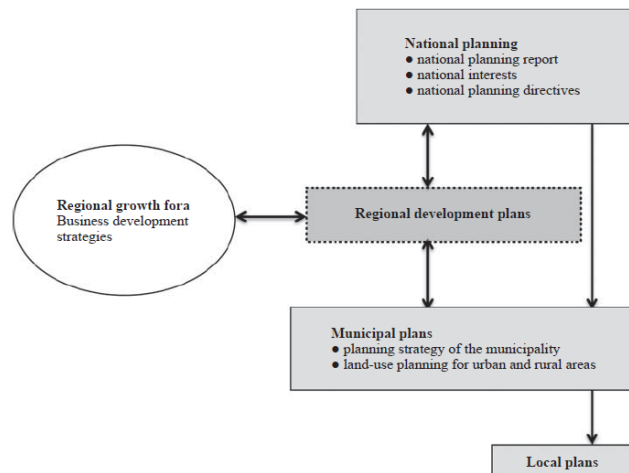 National planning
● national planning report
● national interests
● national planning directives
Regional growth fora
Business development
strategies
Regional development plans
Municipal plans
● planning strategy of the municipality
● land-use planning for urban and rural areas
Local plans